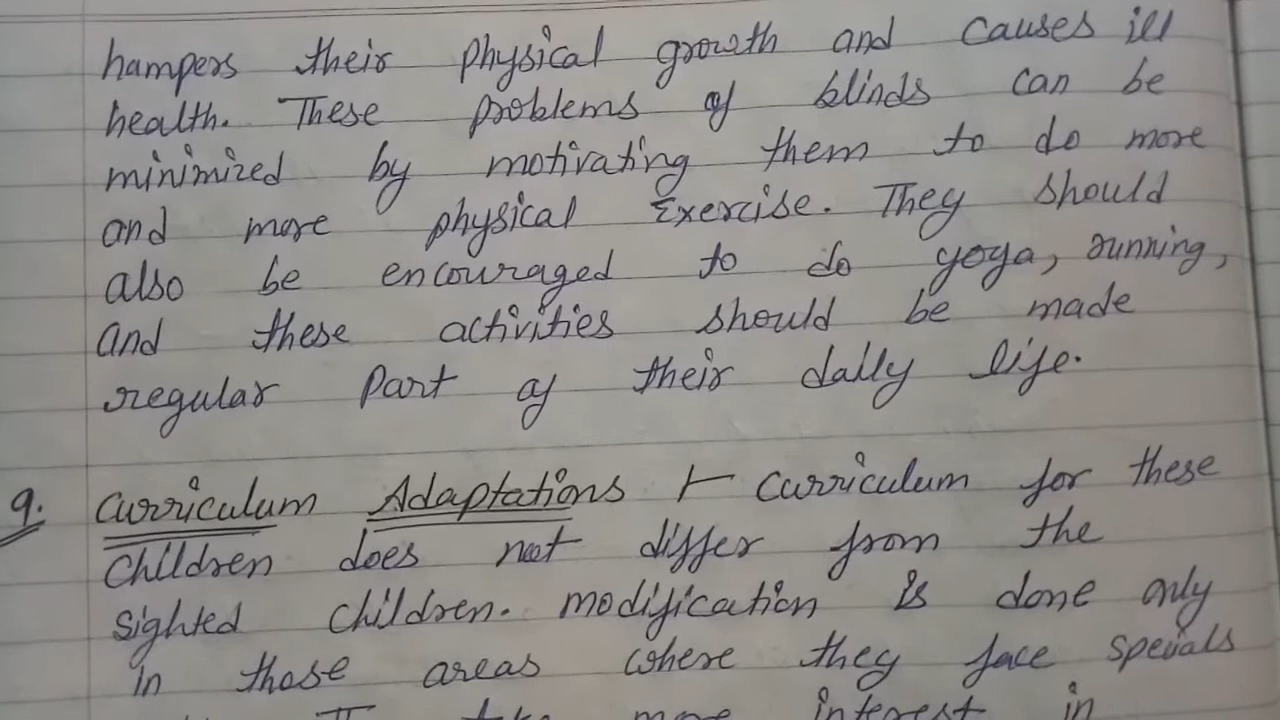 hampers their physical growth and causes ill
health. These problems of blinds can be
minimized by motivating them to do more
and more physical Exercise. They should
also be encouraged to do yoga, running,
and these activities should be made
regular Part of their daily life.
9. Curriculum Adaptations :- Curriculum for these
children does not differ from the
sighted children. modification is done only
in those areas where they face specials
more interest in